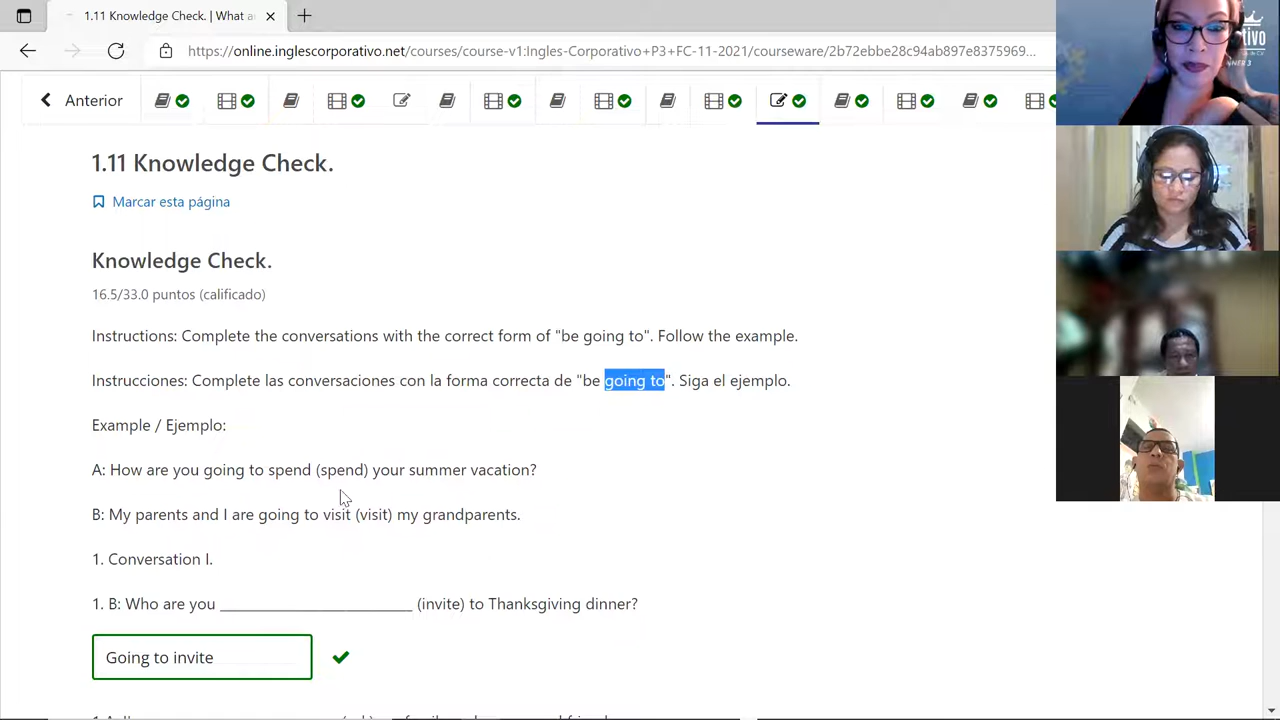 1.11 Knowledge Check. | What a
https://online.inglescorporativo.net/courses/course-v1:Ingles-Corporativo+P3+FC-11-2021/courseware/2b72ebbe28c94ab897e8375969...
Anterior
1.11 Knowledge Check.
Marcar esta página
Knowledge Check.
16.5/33.0 puntos (calificado)
Instructions: Complete the conversations with the correct form of "be going to". Follow the example.
Instrucciones: Complete las conversaciones con la forma correcta de "be going to". Siga el ejemplo.
Example / Ejemplo:
A: How are you going to spend (spend) your summer vacation?
B: My parents and I are going to visit (visit) my grandparents.
1. Conversation I.
1. B: Who are you _________________________ (invite) to Thanksgiving dinner?
Going to invite